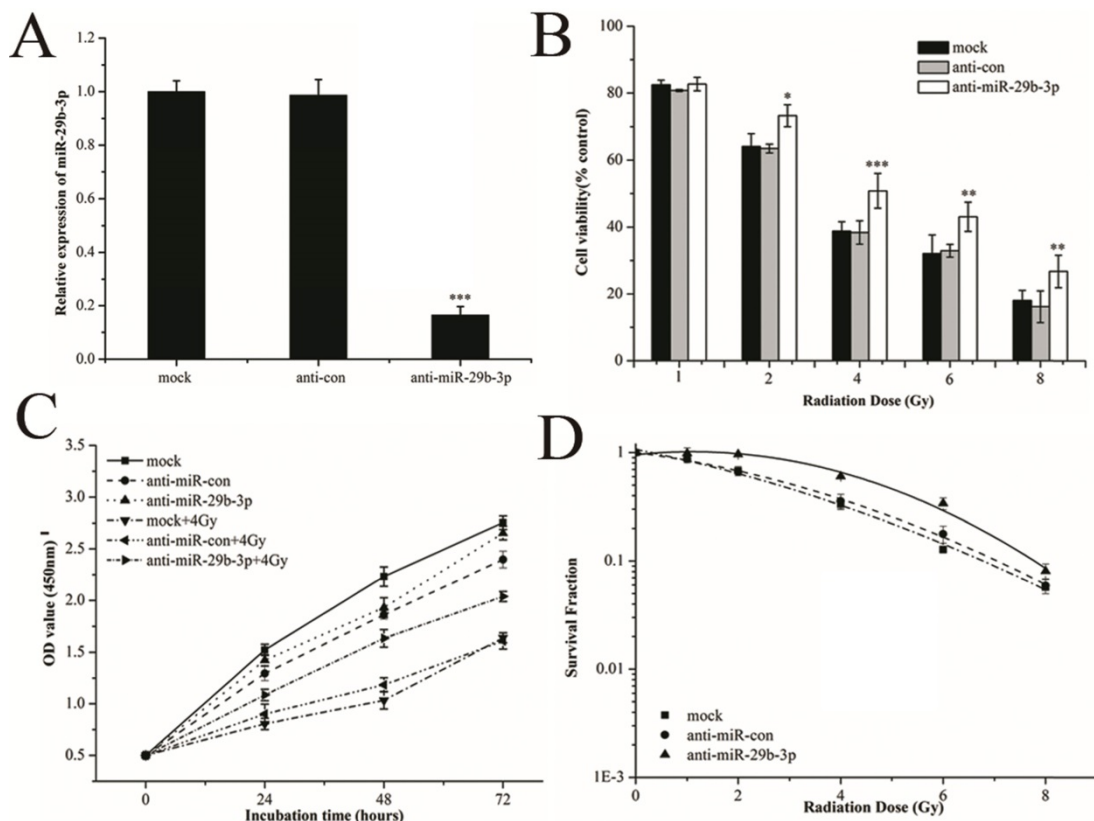 A
1.2
1.0
0.8
0.6
0.4
0.2
0.0
Relative expression of miR-29b-3p
***
mock
anti-con
anti-miR-29b-3p
B
100
80
60
40
20
0
Cell viability(% control)
mock
anti-con
anti-miR-29b-3p
*
***
**
**
1
2
4
6
8
Radiation Dose (Gy)
C
3.5
3.0
2.5
2.0
1.5
1.0
0.5
OD value (450nm)
mock
anti-miR-con
anti-miR-29b-3p
mock+4Gy
anti-miR-con+4Gy
anti-miR-29b-3p+4Gy
0
24
48
72
Incubation time (hours)
D
1
0.1
0.01
1E-3
Survival Fraction
mock
anti-miR-con
anti-miR-29b-3p
0
2
4
6
8
Radiation Dose (Gy)